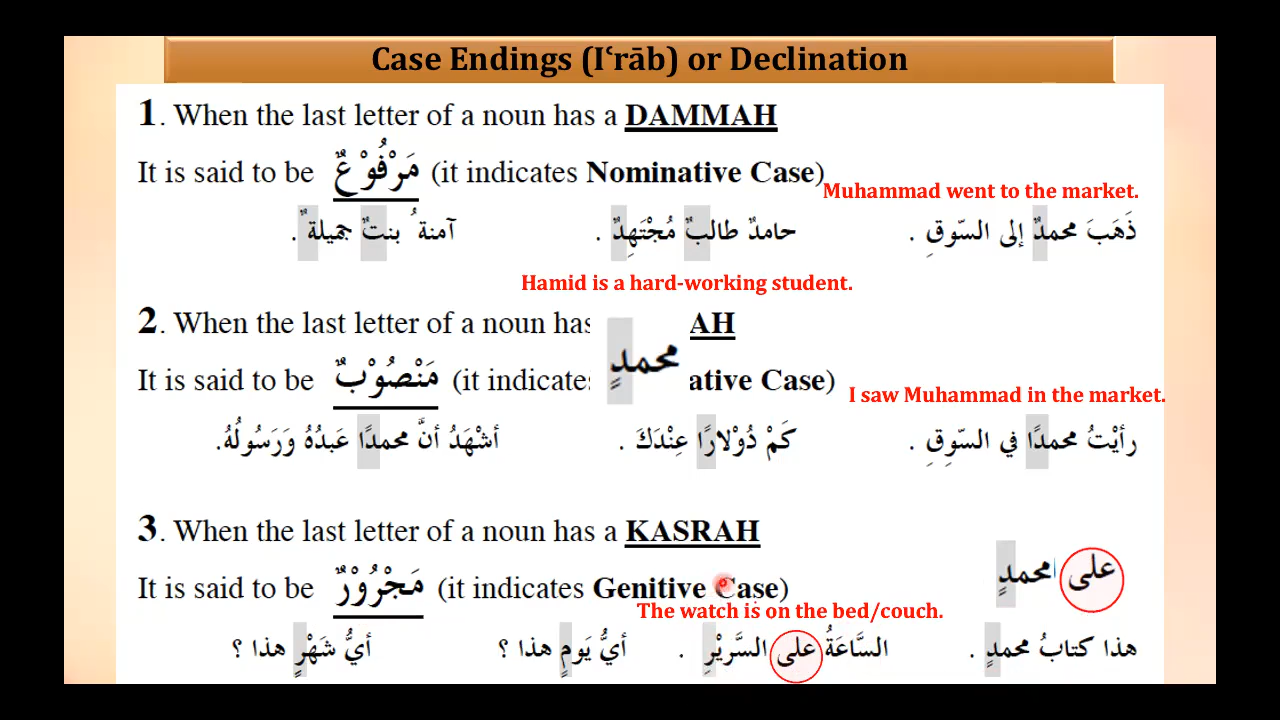 Case Endings (Iʿrāb) or Declination
1. When the last letter of a noun has a DAMMAH
It is said to be مَرْفُوْعٌ (it indicates Nominative Case)
Muhammad went to the market.
ذَهَبَ محمدٌ إلى السّوقِ . حامدٌ طالبٌ مُجْتَهِدٌ . آمنةُ بنتٌ جميلةٌ .
Hamid is a hard-working student.
2. When the last letter of a noun has AH
محمدٍ
It is said to be مَنْصُوْبٌ (it indicates ative Case)
I saw Muhammad in the market.
رأيْتُ محمدًا في السّوِقِ . كَمْ دُوْلارًا عِنْدَكَ . أشْهَدُ أنَّ محمدًا عَبدُهُ وَرَسُولُهُ.
3. When the last letter of a noun has a KASRAH
على محمدٍ
It is said to be مَجْرُوْرٌ (it indicates Genitive Case)
The watch is on the bed/couch.
هذا كتابُ محمدٍ . السَّاعَةُ على السَّريْرِ . أيُّ يَومٍ هذا ؟ أيُّ شَهْرٍ هذا ؟